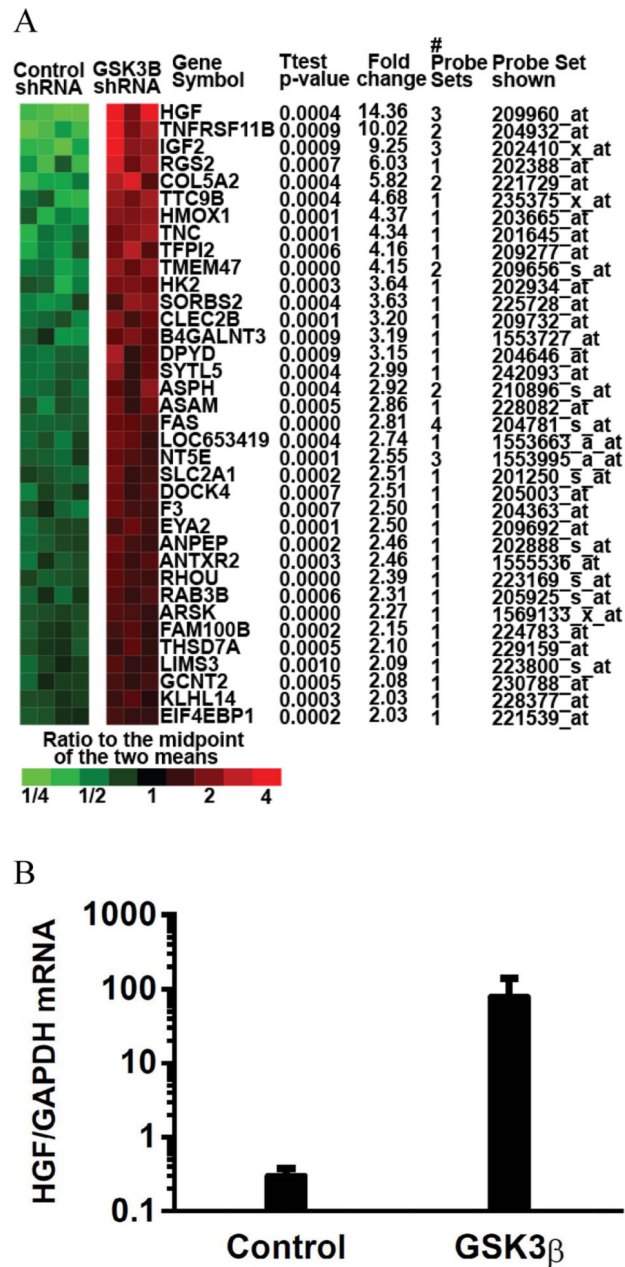 A
Control shRNA GSK3B shRNA Gene Symbol Ttest p-value Fold change # Probe Sets Probe Set shown
HGF 0.0004 14.36 3 209960_at
TNFRSF11B 0.0009 10.02 2 204932_at
IGF2 0.0009 9.25 3 202410_x_at
RGS2 0.0007 6.03 1 202388_at
COL5A2 0.0004 5.82 2 221729_at
TTC9B 0.0004 4.68 1 235375_x_at
HMOX1 0.0001 4.37 1 203665_at
TNC 0.0001 4.34 1 201645_at
TFPI2 0.0006 4.16 1 209277_at
TMEM47 0.0000 4.15 2 209656_s_at
HK2 0.0003 3.64 1 202934_at
SORBS2 0.0004 3.63 1 225728_at
CLEC2B 0.0001 3.20 1 209732_at
B4GALNT3 0.0009 3.19 1 1553727_at
DPYD 0.0009 3.15 1 204646_at
SYTL5 0.0004 2.99 1 242093_at
ASPH 0.0004 2.92 2 210896_s_at
ASAM 0.0005 2.86 1 228082_at
FAS 0.0000 2.81 4 204781_s_at
LOC653419 0.0004 2.74 1 1553663_a_at
NT5E 0.0001 2.55 3 1553995_a_at
SLC2A1 0.0002 2.51 1 201250_s_at
DOCK4 0.0007 2.51 1 205003_at
F3 0.0007 2.50 1 204363_at
EYA2 0.0001 2.50 1 209692_at
ANPEP 0.0002 2.46 1 202888_s_at
ANTXR2 0.0003 2.46 1 1555536_at
RHOU 0.0000 2.39 1 223169_s_at
RAB3B 0.0006 2.31 1 205925_s_at
ARSK 0.0000 2.27 1 1569133_x_at
FAM100B 0.0002 2.15 1 224783_at
THSD7A 0.0005 2.10 1 229159_at
LIMS3 0.0010 2.09 1 223800_s_at
GCNT2 0.0005 2.08 1 230788_at
KLHL14 0.0003 2.03 1 228377_at
EIF4EBP1 0.0002 2.03 1 221539_at
Ratio to the midpoint
of the two means
1/4 1/2 1 2 4
B
HGF/GAPDH mRNA
1000
100
10
1
0.1
Control GSK3β